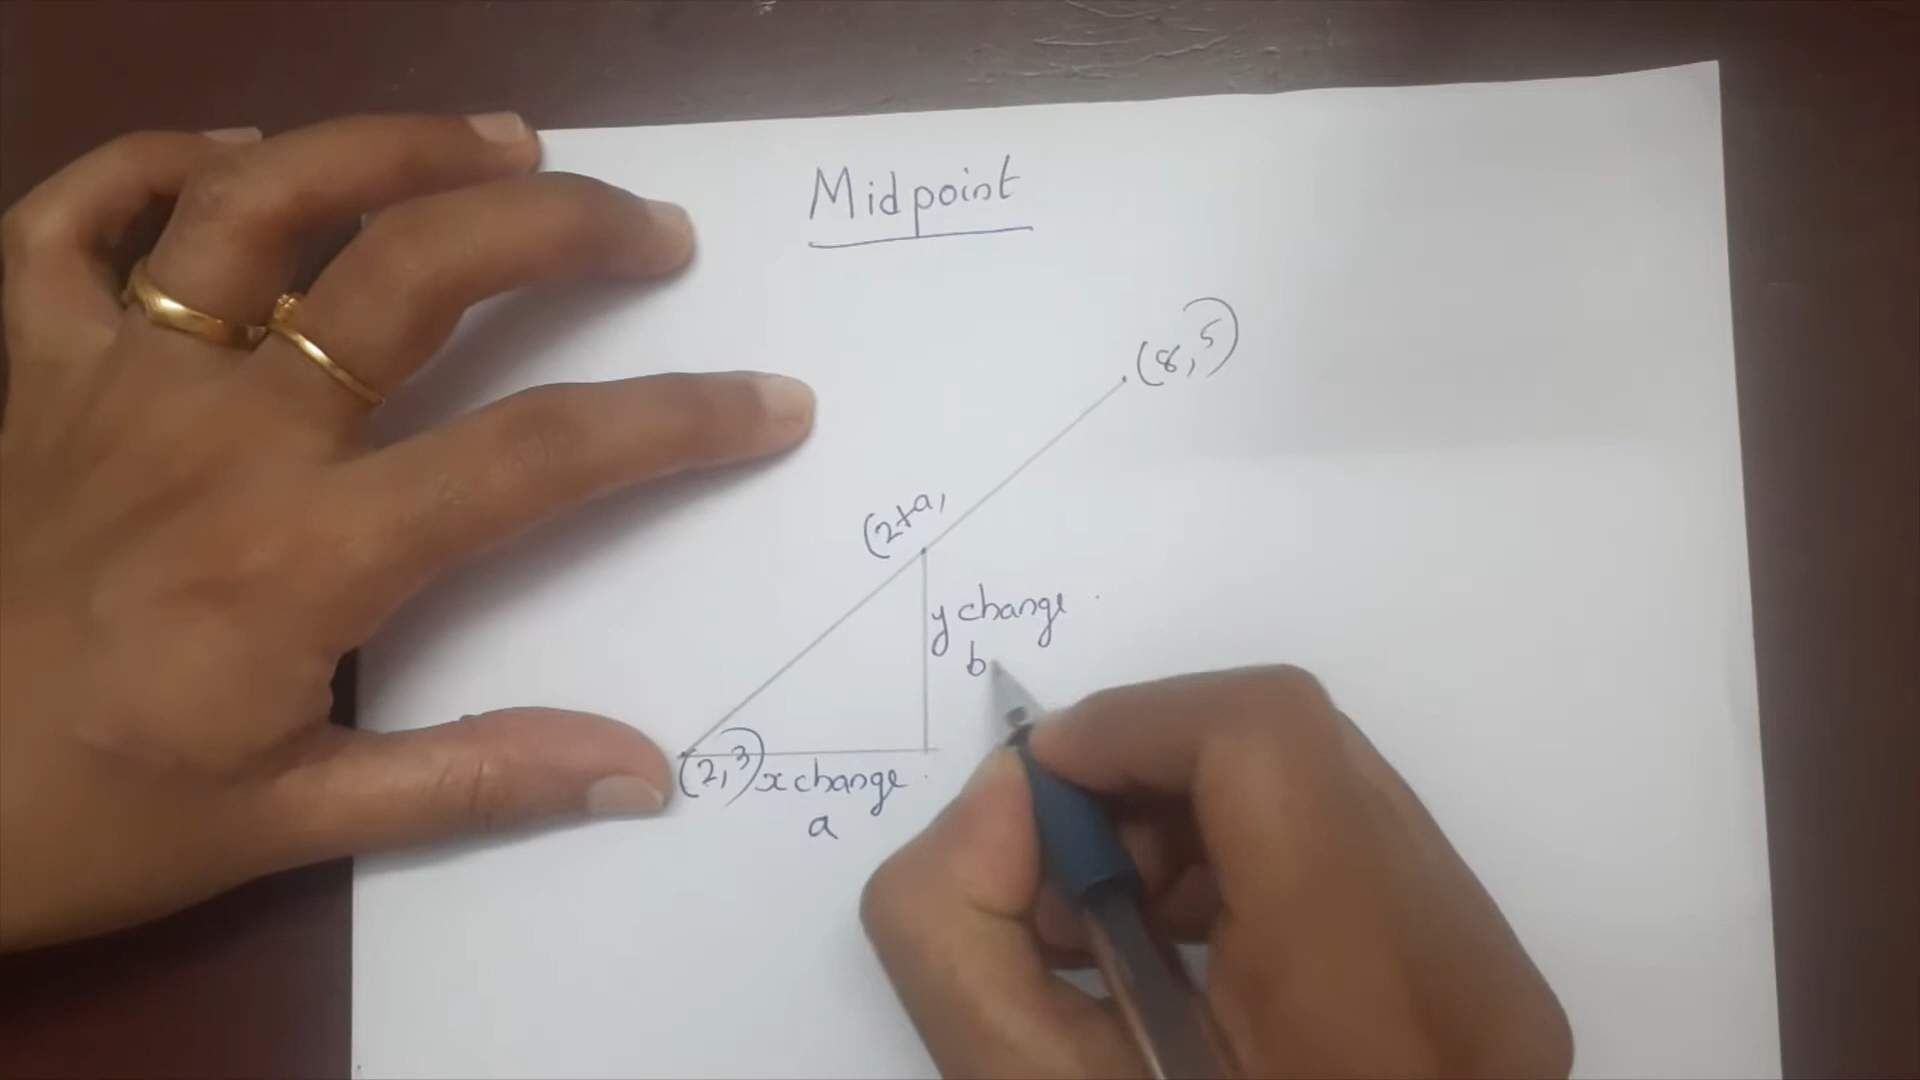 Midpoint
(8,5)
(2+a,
y change
b
(2,3) x change
a